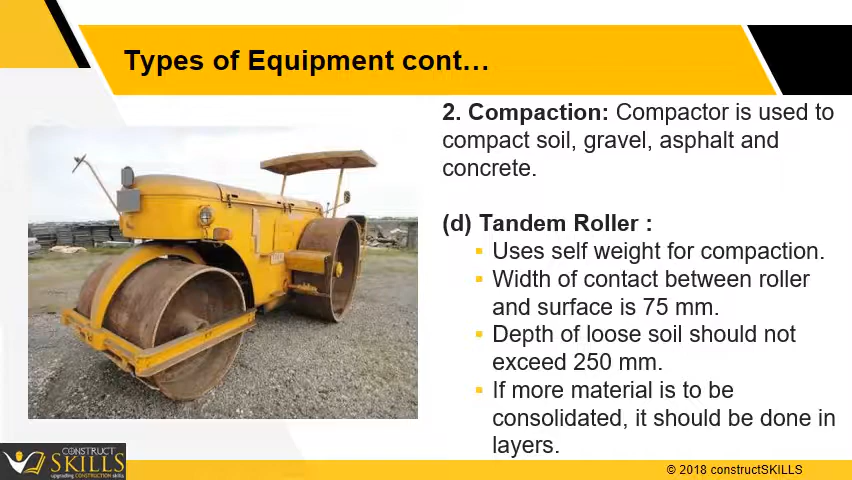 Types of Equipment cont…
2. Compaction: Compactor is used to
compact soil, gravel, asphalt and
concrete.
(d) Tandem Roller :
▪ Uses self weight for compaction.
▪ Width of contact between roller
and surface is 75 mm.
▪ Depth of loose soil should not
exceed 250 mm.
▪ If more material is to be
consolidated, it should be done in
layers.
CONSTRUCT
SKILLS
upgrading CONSTRUCTION skills
© 2018 constructSKILLS